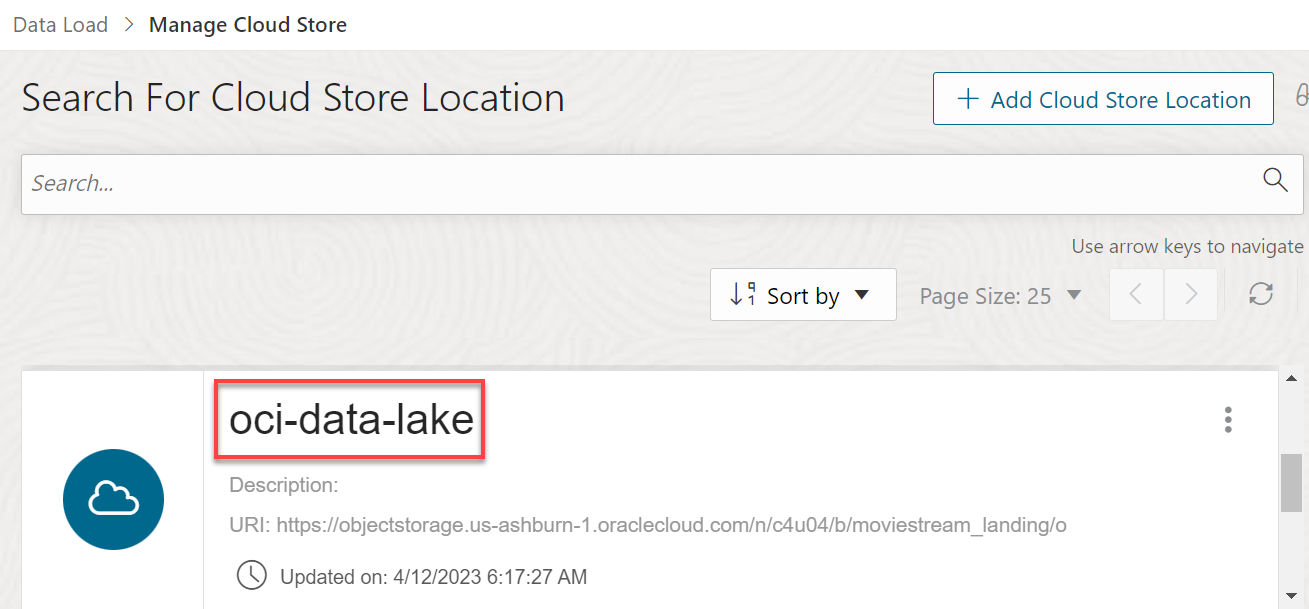 Data Load > Manage Cloud Store
Search For Cloud Store Location
+ Add Cloud Store Location
Search...
Use arrow keys to navigate
Sort by
Page Size: 25
oci-data-lake
Description:
URI: https://objectstorage.us-ashburn-1.oraclecloud.com/n/c4u04/b/moviestream_landing/o
Updated on: 4/12/2023 6:17:27 AM